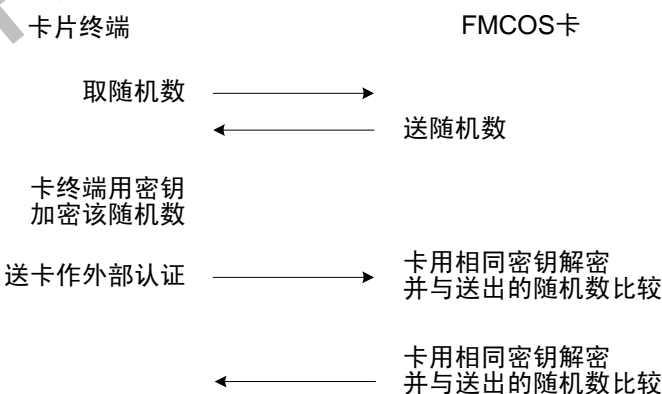 卡片终端 FMCOS卡
取随机数
送随机数
卡终端用密钥
加密该随机数
送卡作外部认证
卡用相同密钥解密
并与送出的随机数比较
卡用相同密钥解密
并与送出的随机数比较